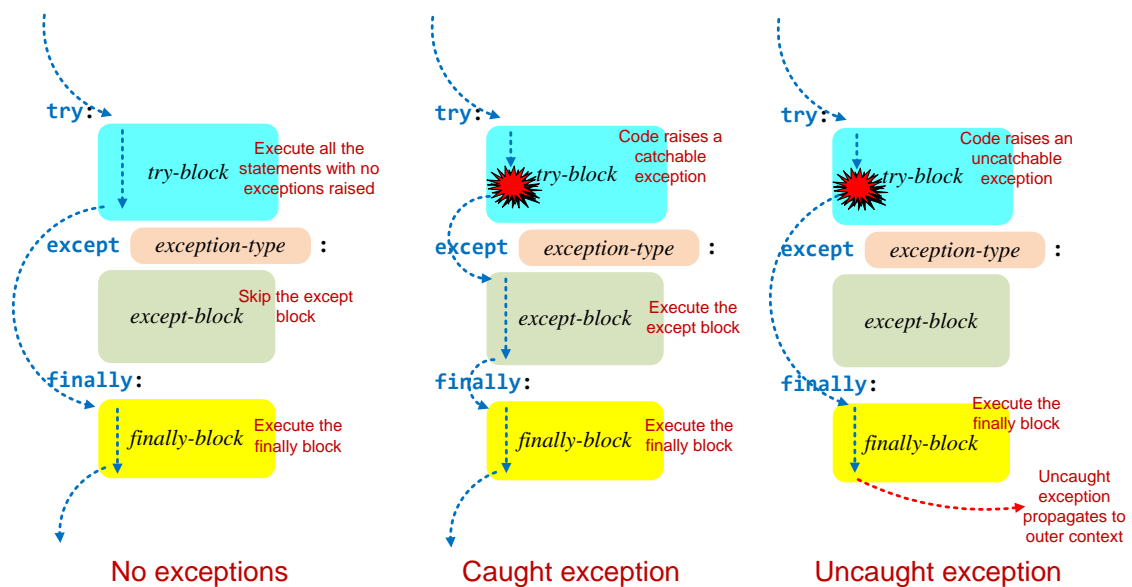 try:
Execute all the
statements with no
exceptions raised
try-block
except exception-type :
Skip the except
block
except-block
finally:
Execute the
finally block
finally-block
No exceptions
try:
Code raises a
catchable
exception
try-block
except exception-type :
Execute the
except block
except-block
finally:
Execute the
finally block
finally-block
Caught exception
try:
Code raises an
uncatchable
exception
try-block
except exception-type :
except-block
finally:
Execute the
finally block
finally-block
Uncaught
exception
propagates to
outer context
Uncaught exception